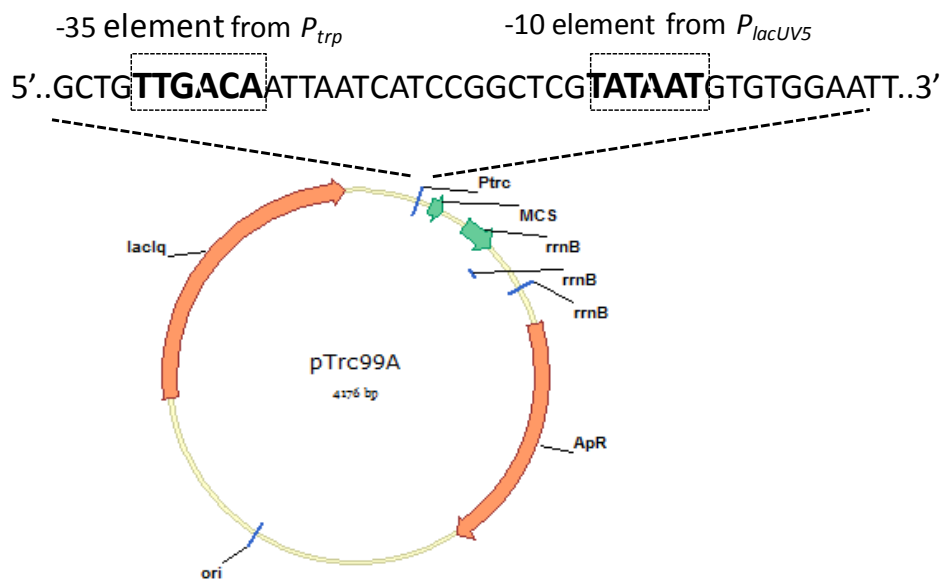 -35 element from PtrP
-10 element from PlacUV5
5’..GCTGTTGACAATTAATCATCCGGCTCGTATAATGTGTGGAATT..3’
Ptrc
MCS
rrnB
rrnB
rrnB
lacIq
pTrc99A
4176 bp
ApR
ori